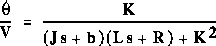 θ̇/V = K/((Js + b)(Ls + R) + K²)